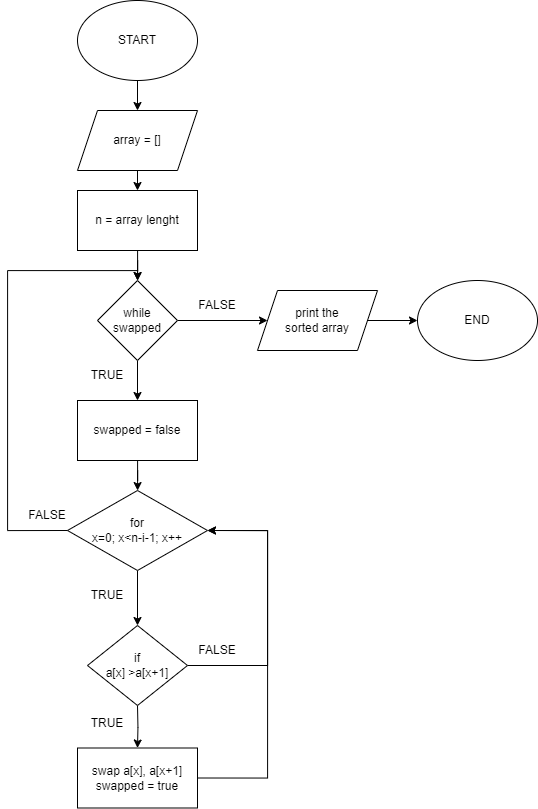 START
array = []
n = array lenght
while
swapped
FALSE
print the
sorted array
END
TRUE
swapped = false
FALSE
for
x=0; x<n-i-1; x++
TRUE
if
a[x] >a[x+1]
FALSE
TRUE
swap a[x], a[x+1]
swapped = true